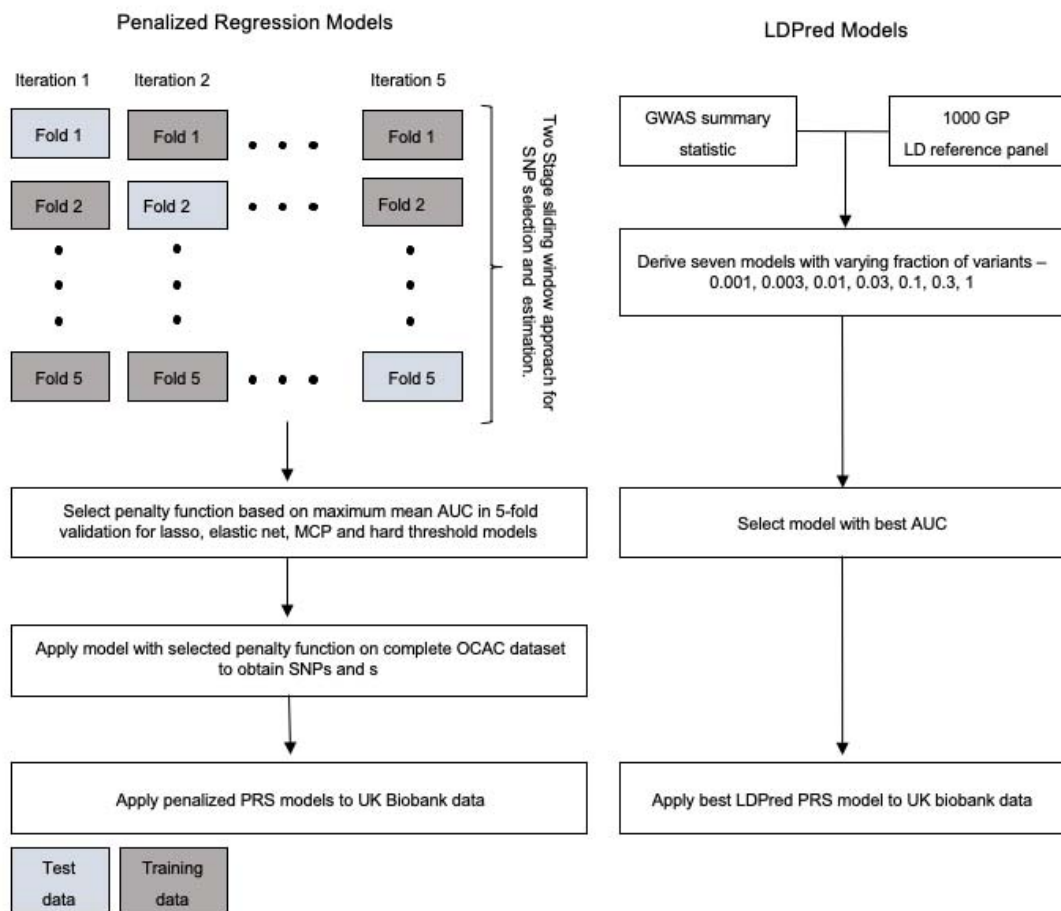 Penalized Regression Models
Iteration 1
Iteration 2
Iteration 5
Fold 1
Fold 1
Fold 1
Fold 2
Fold 2
Fold 2
Fold 5
Fold 5
Fold 5
Two Stage sliding window approach for
SNP selection and estimation.
Select penalty function based on maximum mean AUC in 5-fold
validation for lasso, elastic net, MCP and hard threshold models
Apply model with selected penalty function on complete OCAC dataset
to obtain SNPs and s
Apply penalized PRS models to UK Biobank data
Test
data
Training
data
LDPred Models
GWAS summary
statistic
1000 GP
LD reference panel
Derive seven models with varying fraction of variants –
0.001, 0.003, 0.01, 0.03, 0.1, 0.3, 1
Select model with best AUC
Apply best LDPred PRS model to UK biobank data